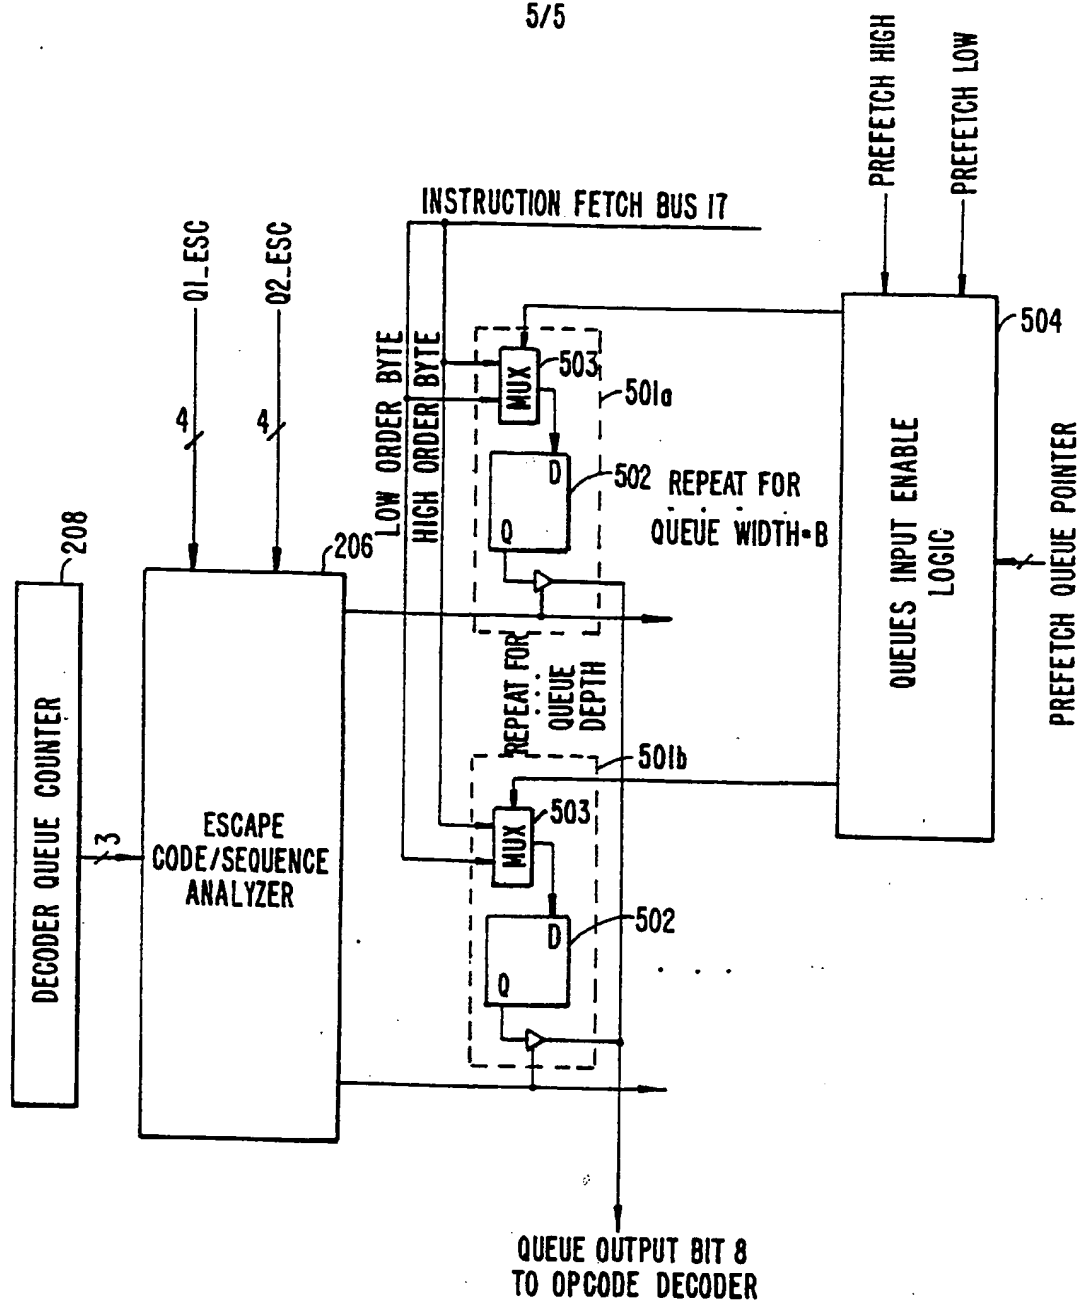 5/5
PREFETCH HIGH
PREFETCH LOW
INSTRUCTION FETCH BUS 17
Q1_ESC
Q2_ESC
4
4
LOW ORDER BYTE
HIGH ORDER BYTE
MUX
503
501a
504
D
Q
502
REPEAT FOR
. . .
QUEUE WIDTH=B
208
206
QUEUES INPUT ENABLE
LOGIC
PREFETCH QUEUE POINTER
REPEAT FOR
. . . .
QUEUE
DEPTH
DECODER QUEUE COUNTER
3
ESCAPE
CODE/SEQUENCE
ANALYZER
501b
MUX
503
D
Q
502
. . .
QUEUE OUTPUT BIT 8
TO OPCODE DECODER